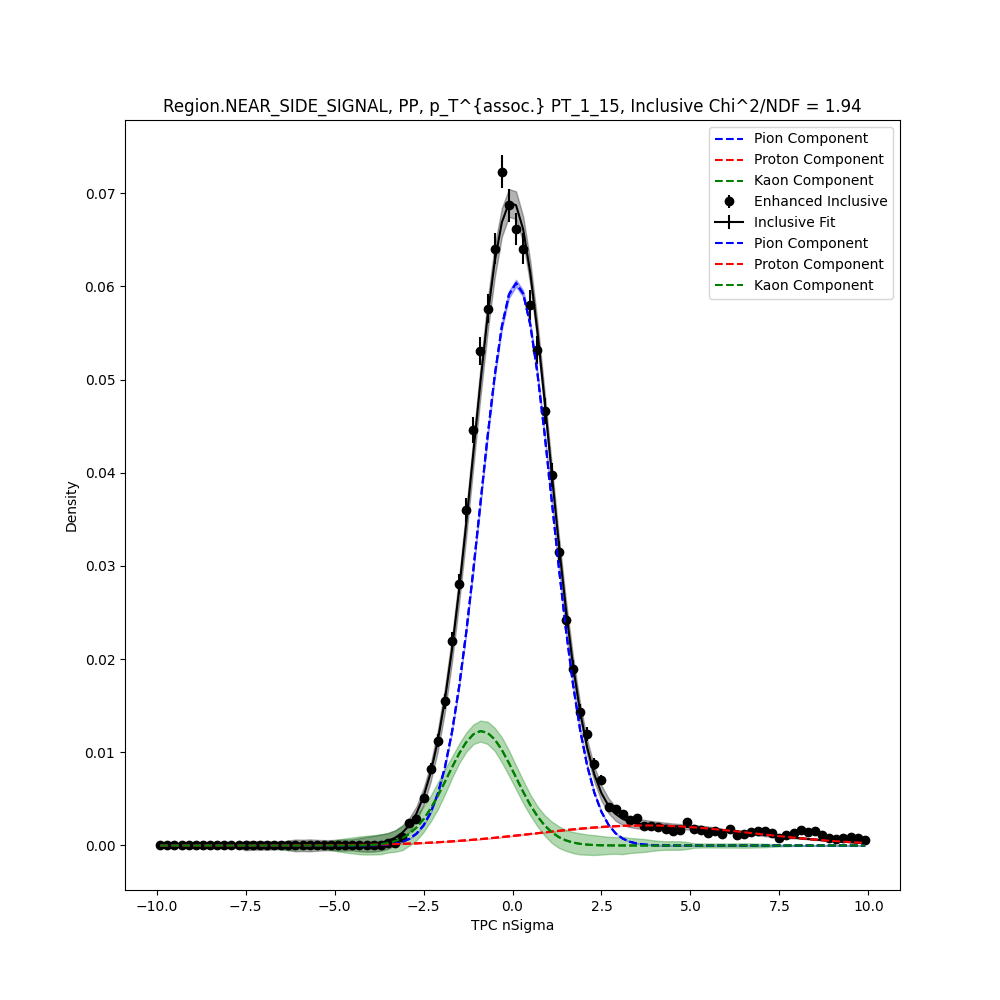 Region.NEAR_SIDE_SIGNAL, PP, p_T^{assoc.} PT_1_15, Inclusive Chi^2/NDF = 1.94
Pion Component
Proton Component
Kaon Component
Enhanced Inclusive
Inclusive Fit
Pion Component
Proton Component
Kaon Component
0.07
0.06
0.05
0.04
0.03
0.02
0.01
0.00
Density
−10.0 −7.5 −5.0 −2.5 0.0 2.5 5.0 7.5 10.0
TPC nSigma